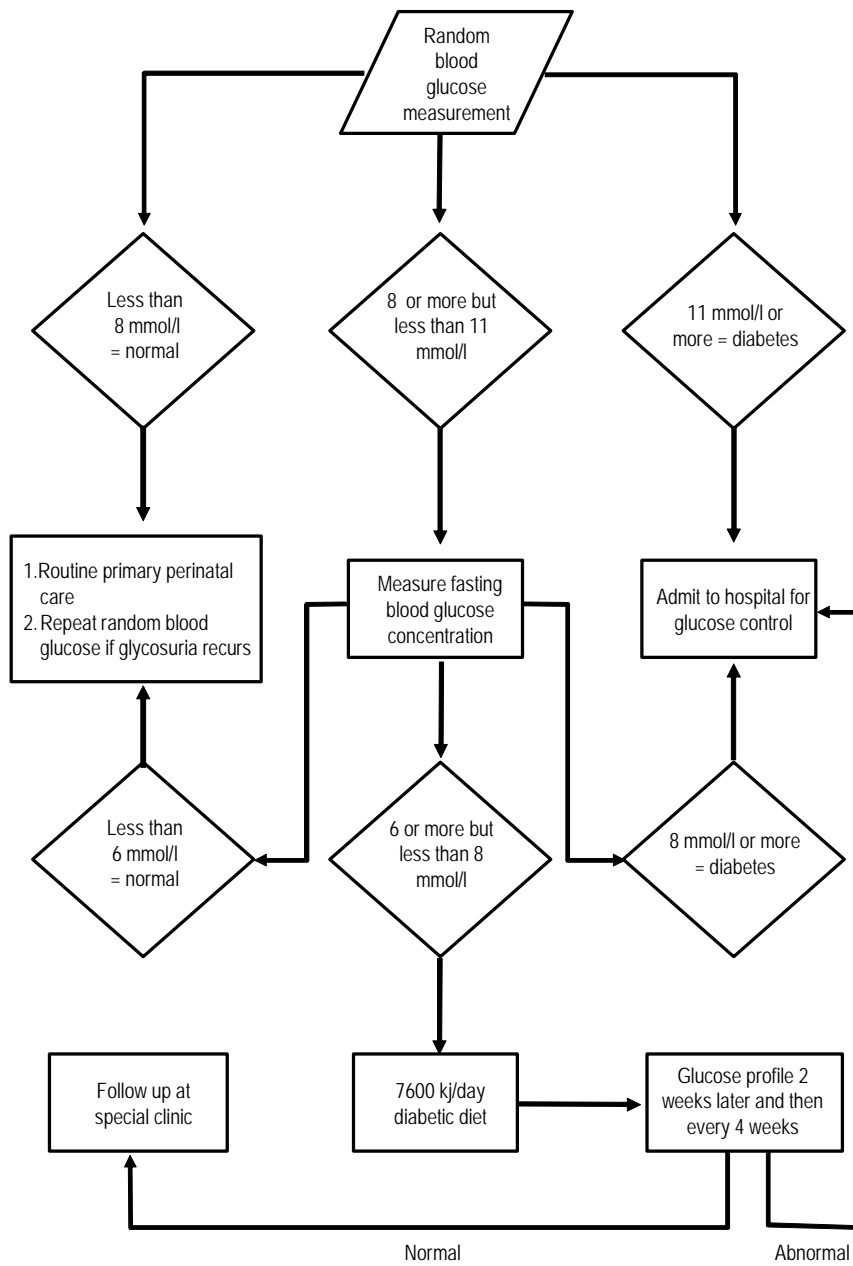 Random
blood
glucose
measurement
Less than
8 mmol/l
= normal
8 or more but
less than 11
mmol/l
11 mmol/l or
more = diabetes
1.Routine primary perinatal
care
2. Repeat random blood
glucose if glycosuria recurs
Measure fasting
blood glucose
concentration
Admit to hospital for
glucose control
Less than
6 mmol/l
= normal
6 or more but
less than 8
mmol/l
8 mmol/l or more
= diabetes
Follow up at
special clinic
7600 kj/day
diabetic diet
Glucose profile 2
weeks later and then
every 4 weeks
Normal
Abnormal